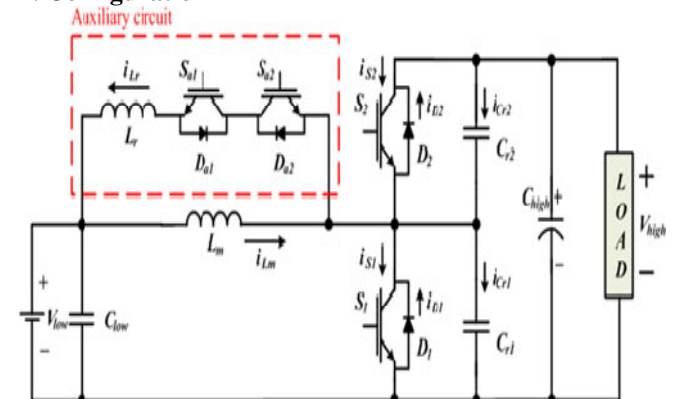 Auxiliary circuit
iLr
Sa1
Sa2
Lr
Da1
Da2
iS2
S2
iD2
D2
iCr2
Cr2
Chigh
+
-
LOAD
+
Vhigh
-
Lm
iLm
iS1
S1
iD1
D1
iCr1
Cr1
+
Vlow
-
Clow